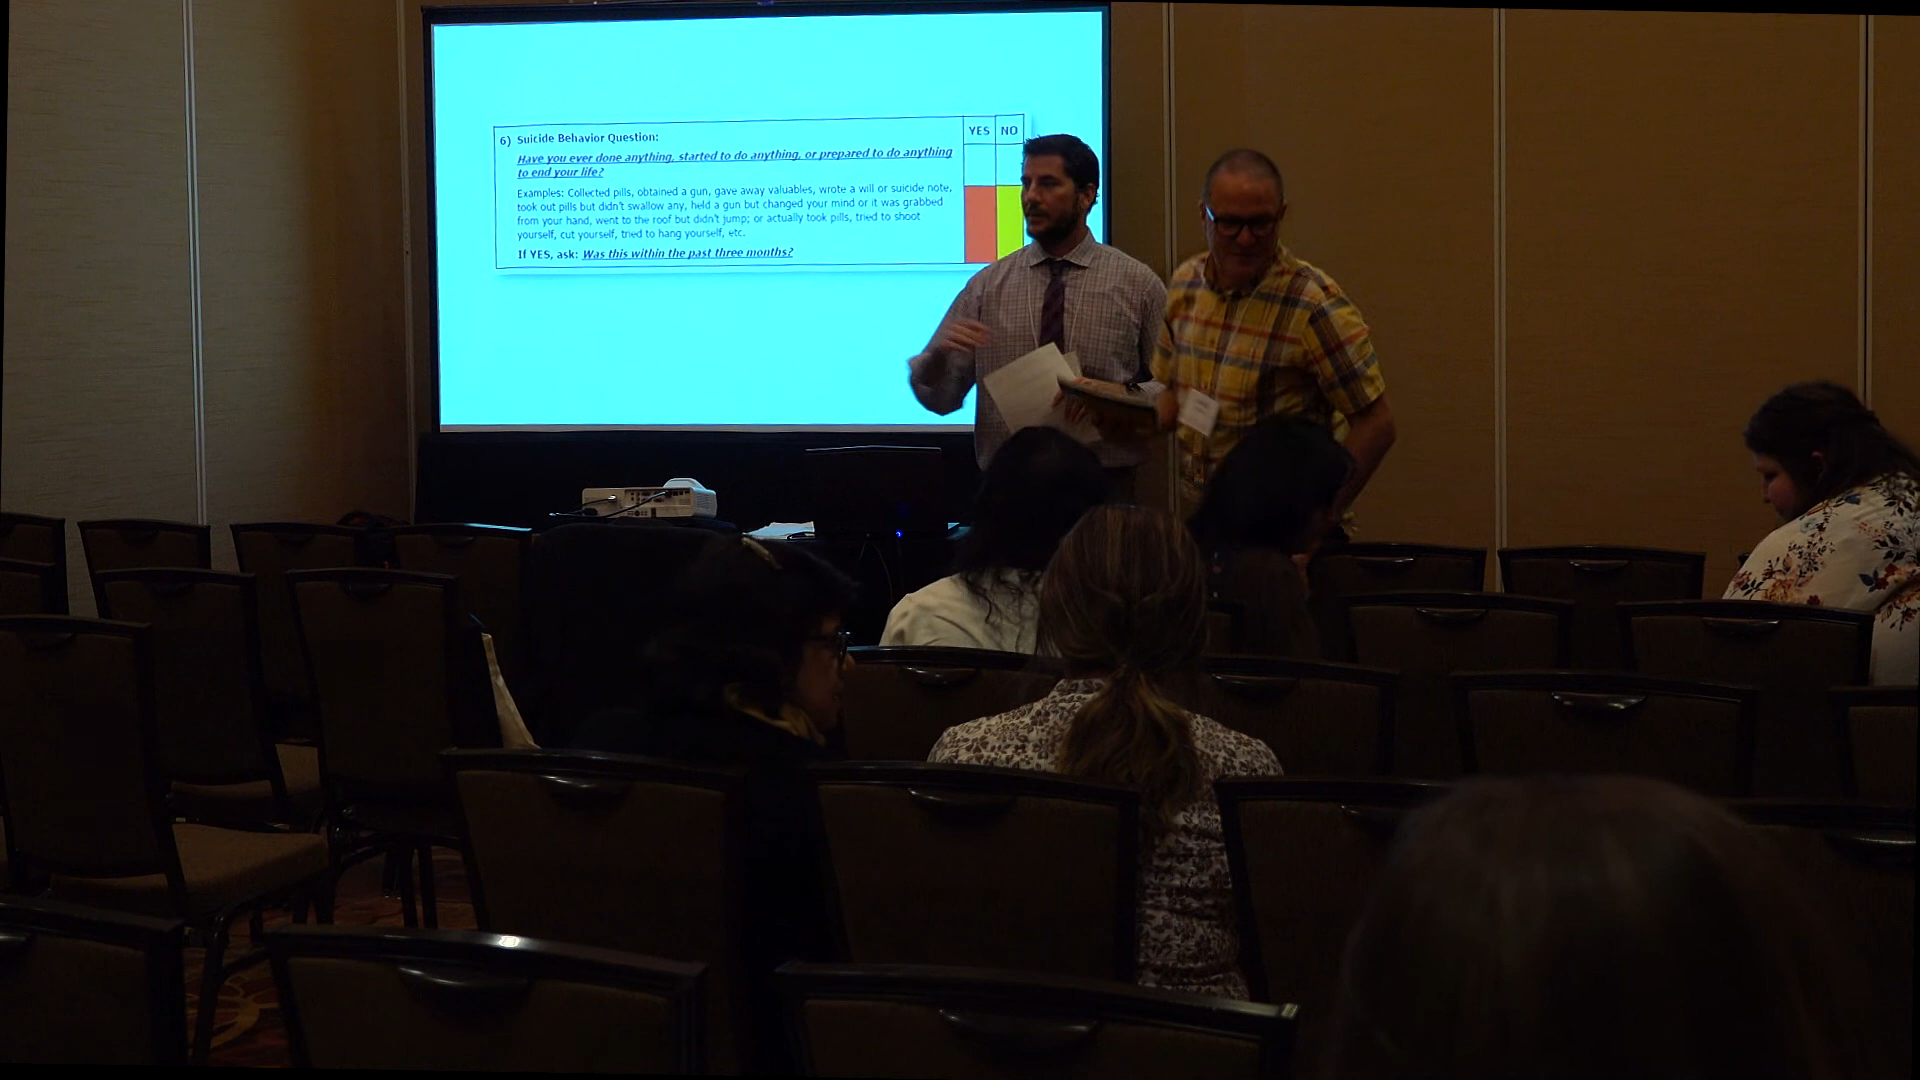 6) Suicide Behavior Question: YES NO
Have you ever done anything, started to do anything, or prepared to do anything
to end your life?
Examples: Collected pills, obtained a gun, gave away valuables, wrote a will or suicide note,
took out pills but didn't swallow any, held a gun but changed your mind or it was grabbed
from your hand, went to the roof but didn't jump; or actually took pills, tried to shoot
yourself, cut yourself, tried to hang yourself, etc.
If YES, ask: Was this within the past three months?